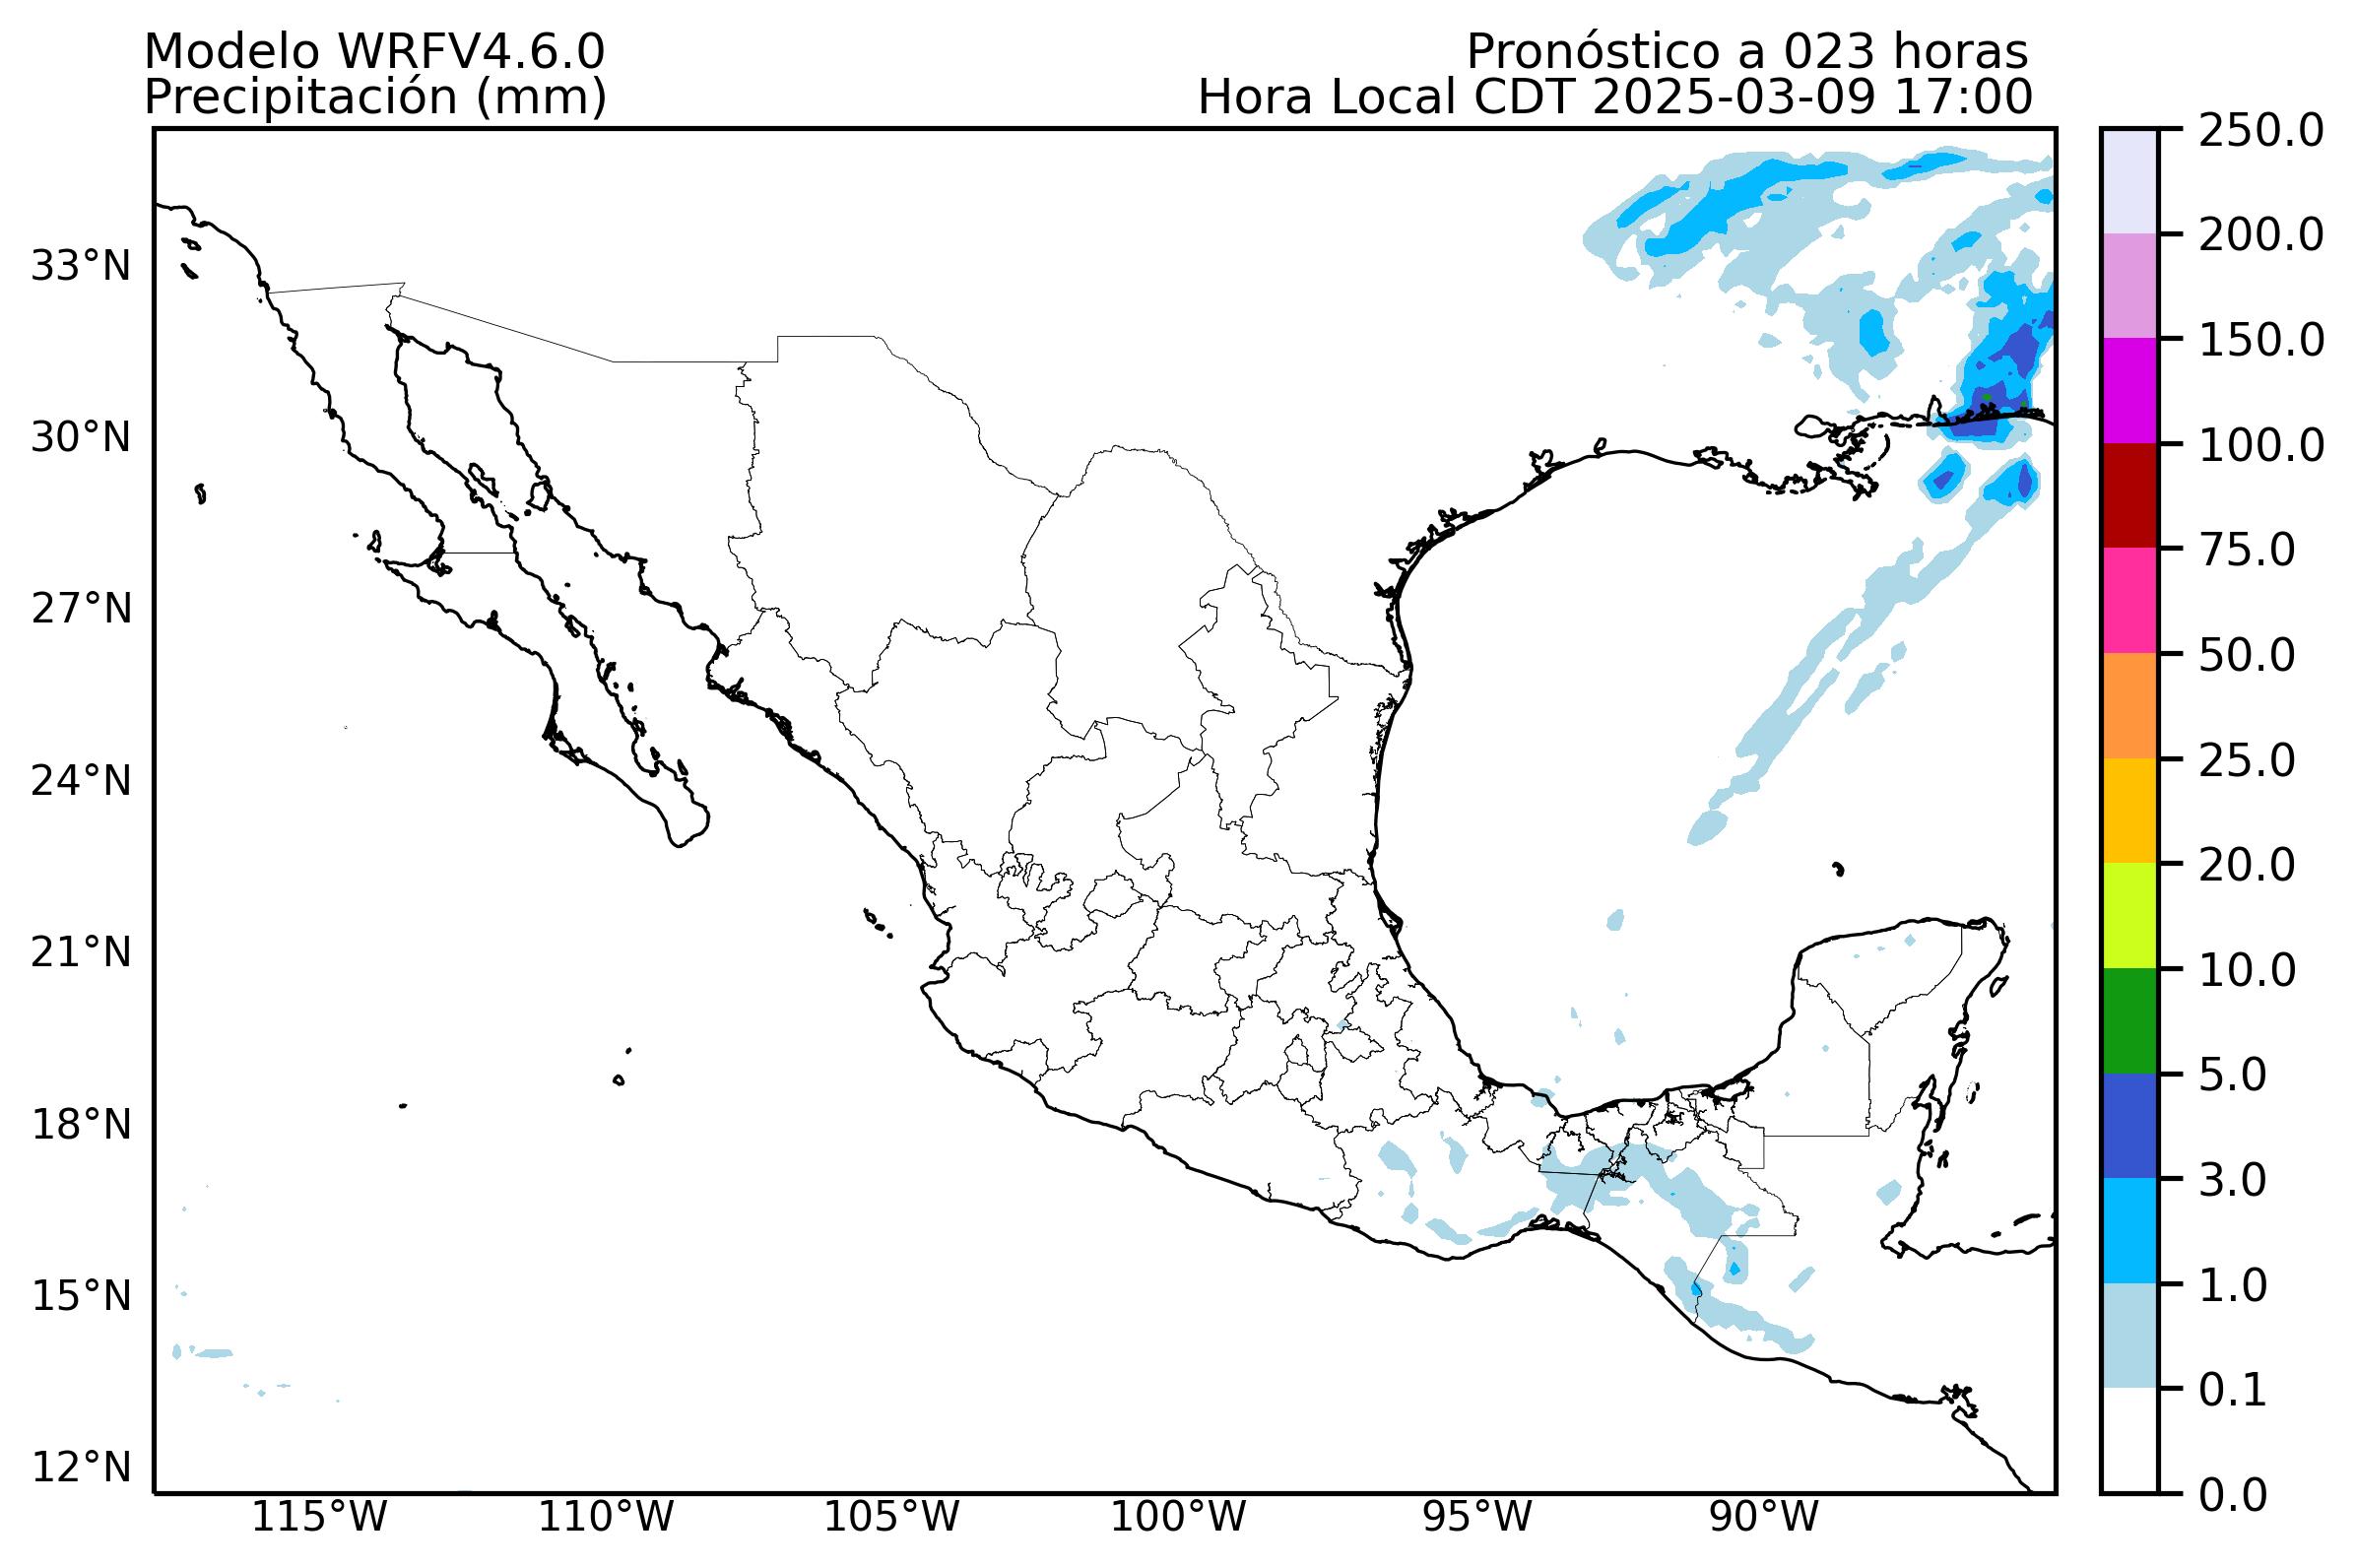 Modelo WRFV4.6.0
Pronóstico a 023 horas
Precipitación (mm)
Hora Local CDT 2025-03-09 17:00
33°N
30°N
27°N
24°N
21°N
18°N
15°N
12°N
115°W
110°W
105°W
100°W
95°W
90°W
250.0
200.0
150.0
100.0
75.0
50.0
25.0
20.0
10.0
5.0
3.0
1.0
0.1
0.0